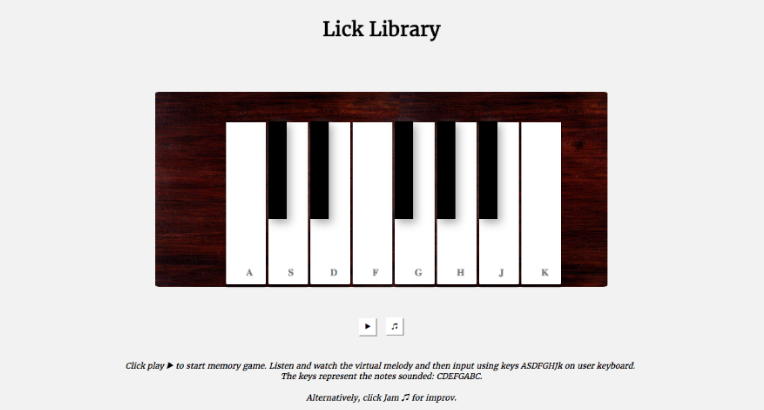 Lick Library
A S D F G H J K
▶ ♫
Click play ▶ to start memory game. Listen and watch the virtual melody and then input using keys ASDFGHJk on user keyboard.
The keys represent the notes sounded: CDEFGABC.
Alternatively, click Jam ♫ for improv.